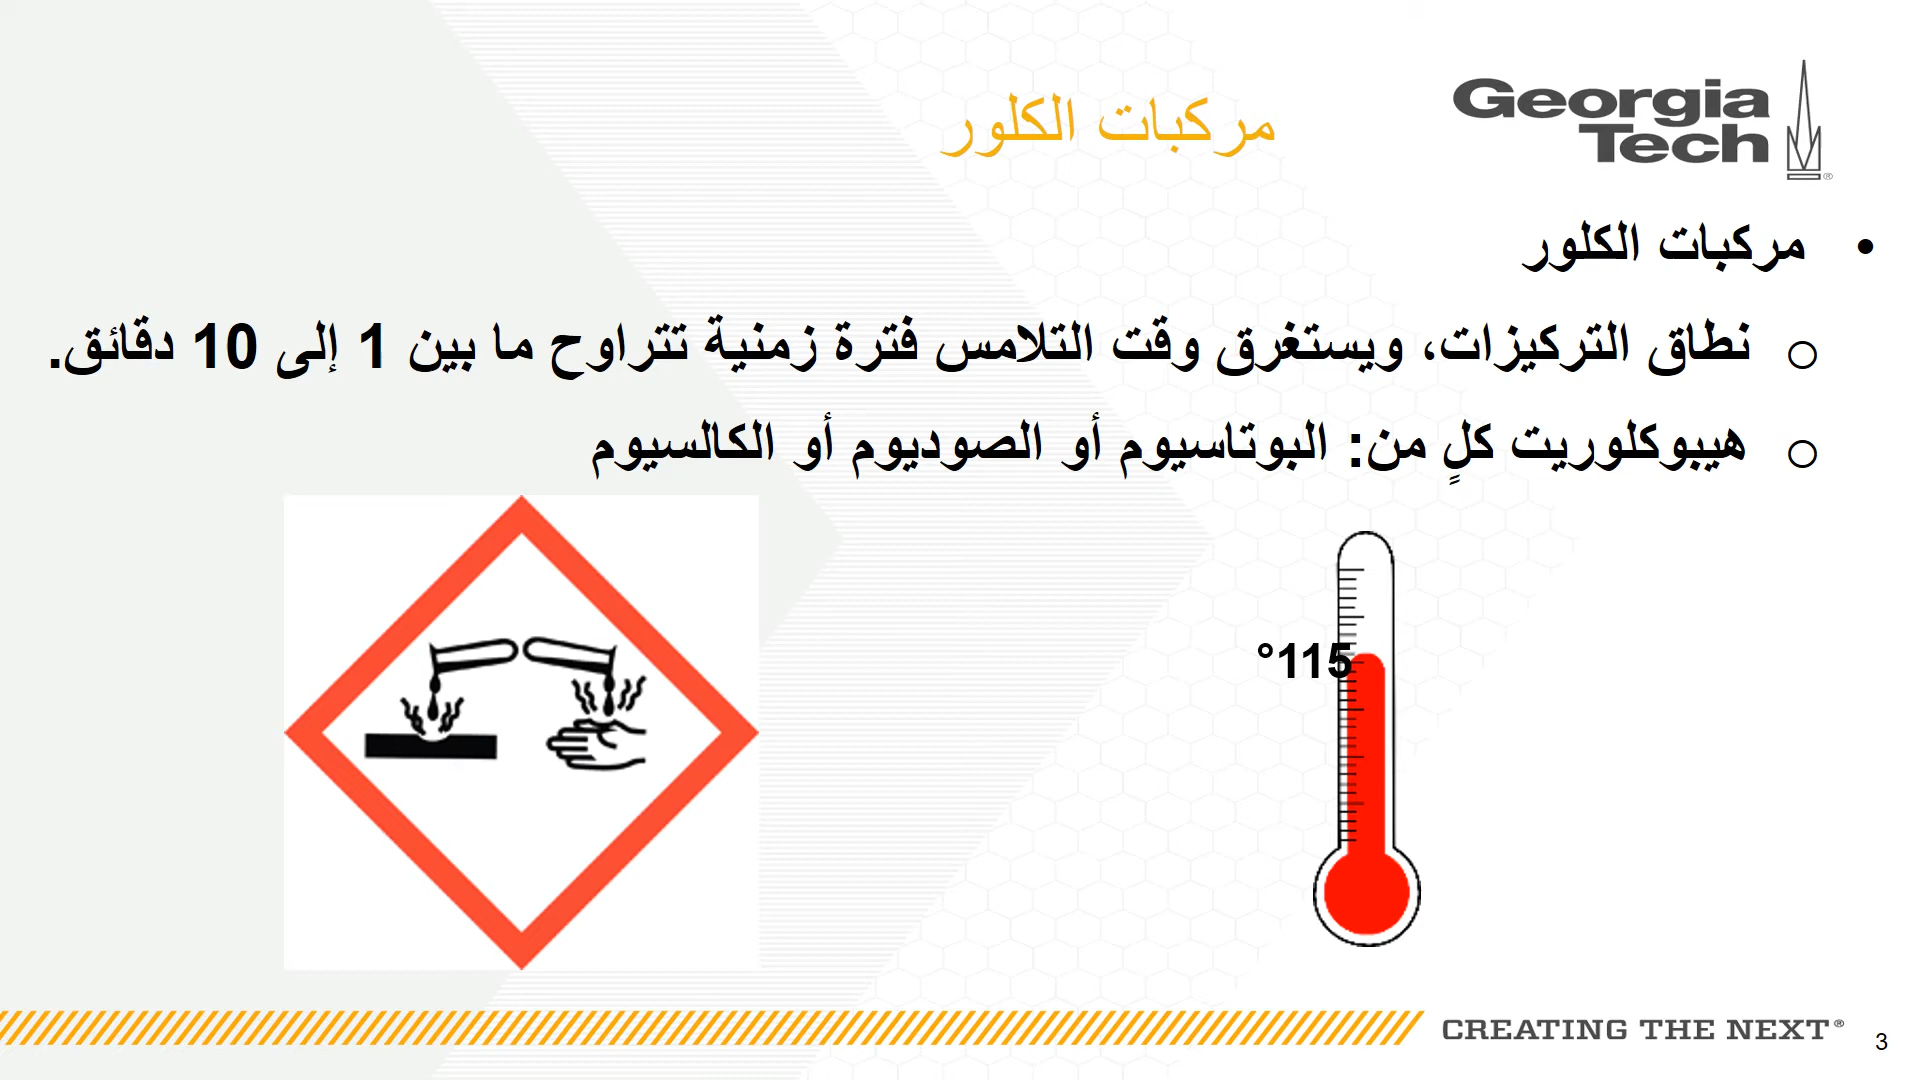 Georgia
Tech
مركبات الكلور
• مركبات الكلور
o نطاق التركيزات، ويستغرق وقت التلامس فترة زمنية تتراوح ما بين 1 إلى 10 دقائق.
o هيبوكلوريت كلٍ من: البوتاسيوم أو الصوديوم أو الكالسيوم
115°
CREATING THE NEXT®
3